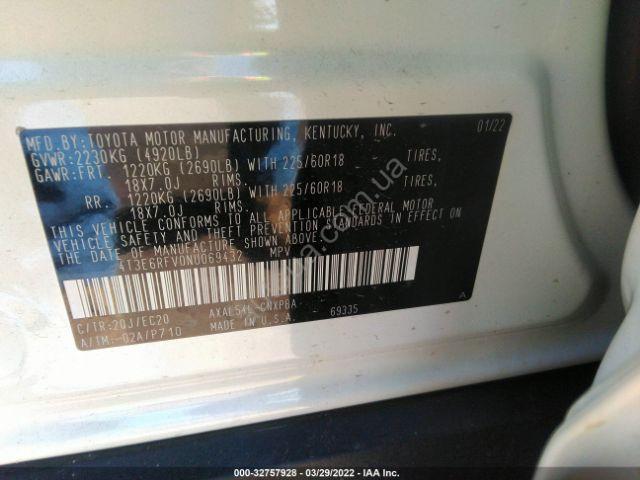 MFD.BY:TOYOTA MOTOR MANUFACTURING, KENTUCKY, INC. 01/22
GVWR:2230KG (4920LB)
GAWR:FRT. 1220KG (2690LB) WITH 225/60R18 TIRES,
18X7.0J RIMS,
RR. 1220KG (2690LB) WITH 225/60R18 TIRES,
18X7.0J RIMS.
THIS VEHICLE CONFORMS TO ALL APPLICABLE FEDERAL MOTOR
VEHICLE SAFETY AND THEFT PREVENTION STANDARDS IN EFFECT ON
THE DATE OF MANUFACTURE SHOWN ABOVE.
4T3E6RFV0NU069432 MPV
C/TR:20J/EC20 AXAL54L-CNXPBA 69335 A
A/TM:-02A/P710 MADE IN U.S.A.
000-32757928 - 03/29/2022 - IAA Inc.